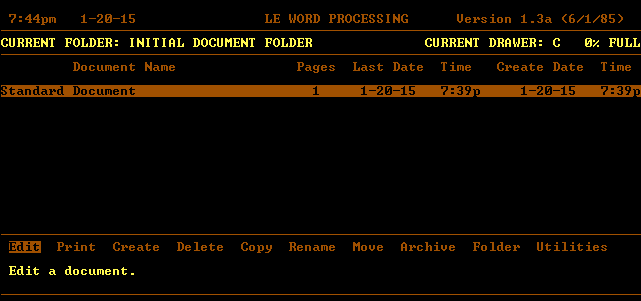 7:44pm 1-20-15 LE WORD PROCESSING Version 1.3a (6/1/85)
CURRENT FOLDER: INITIAL DOCUMENT FOLDER CURRENT DRAWER: C 0% FULL
Document Name Pages Last Date Time Create Date Time
Standard Document 1 1-20-15 7:39p 1-20-15 7:39p
Edit Print Create Delete Copy Rename Move Archive Folder Utilities
Edit a document.